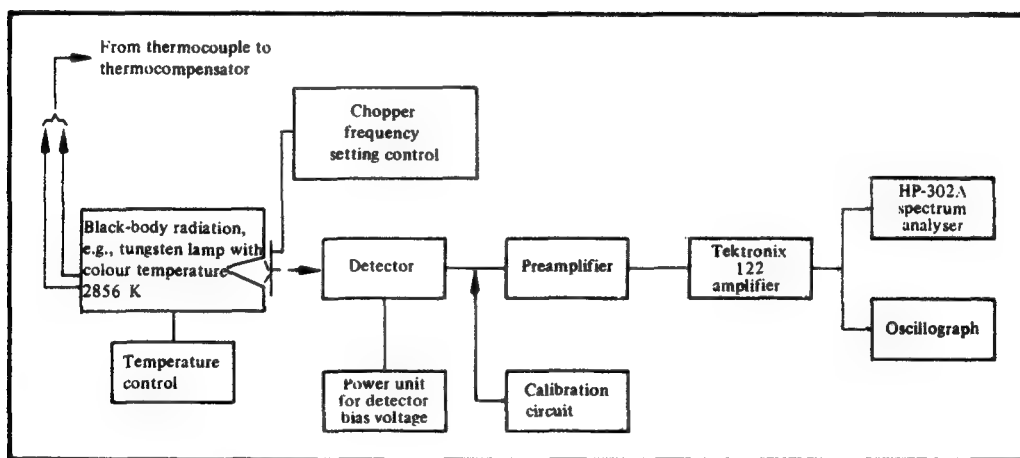 From thermocouple to
thermocompensator
Chopper
frequency
setting control
Black-body radiation,
e.g., tungsten lamp with
colour temperature
2856 K
Detector
Preamplifier
Tektronix
122
amplifier
HP-302A
spectrum
analyser
Oscillograph
Temperature
control
Power unit
for detector
bias voltage
Calibration
circuit